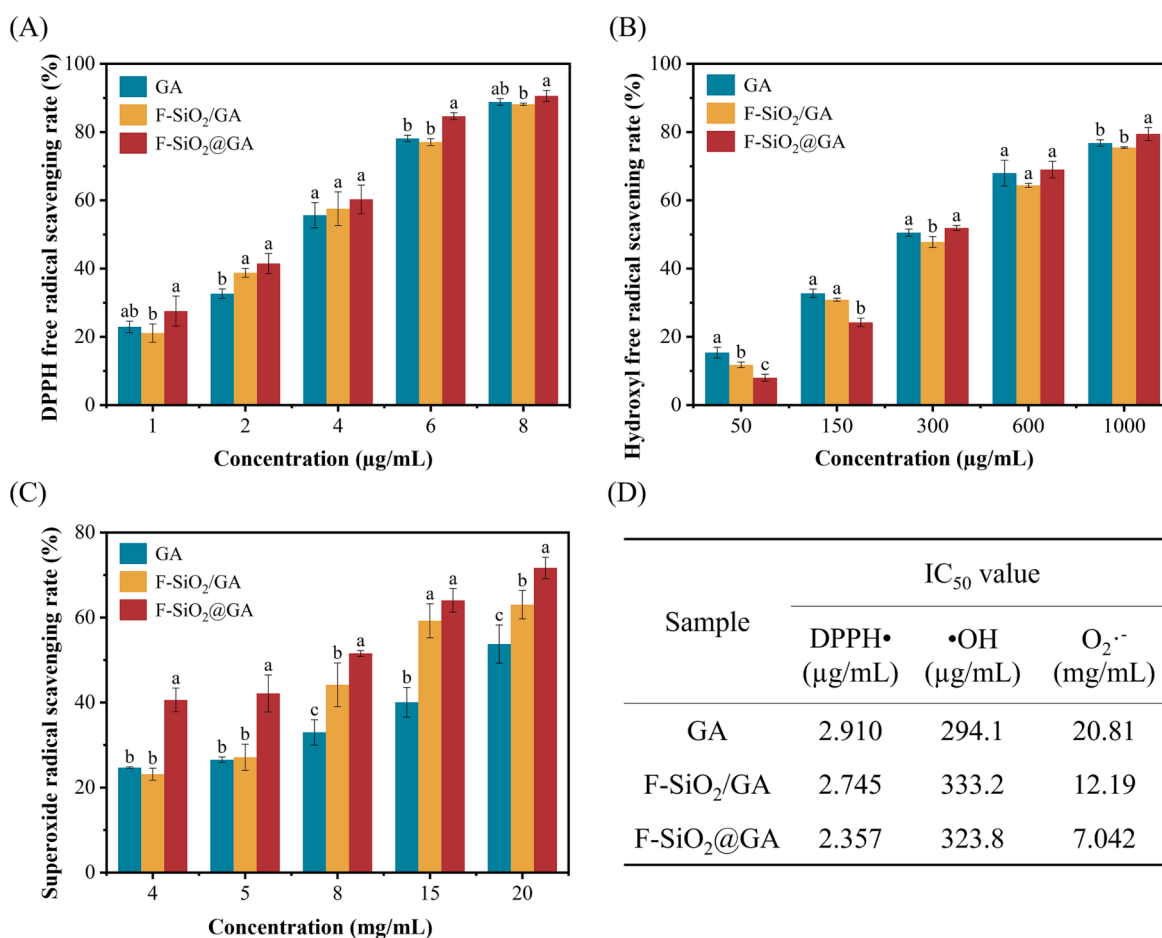 (A)
DPPH free radical scavenging rate (%)
100
80
60
40
20
0
GA
F-SiO₂/GA
F-SiO₂@GA
ab b a
b a a
a a a
b b a
ab b a
1 2 4 6 8
Concentration (μg/mL)
(B)
Hydroxyl free radical scavening rate (%)
100
80
60
40
20
0
GA
F-SiO₂/GA
F-SiO₂@GA
a b c
a a b
a b a
a a a
b b a
50 150 300 600 1000
Concentration (μg/mL)
(C)
Superoxide radical scavenging rate (%)
80
60
40
20
0
GA
F-SiO₂/GA
F-SiO₂@GA
b b a
b b a
c b a
b a a
c b a
4 5 8 15 20
Concentration (mg/mL)
(D)
Sample
IC₅₀ value
DPPH• •OH O₂·⁻
(μg/mL) (μg/mL) (mg/mL)
GA 2.910 294.1 20.81
F-SiO₂/GA 2.745 333.2 12.19
F-SiO₂@GA 2.357 323.8 7.042